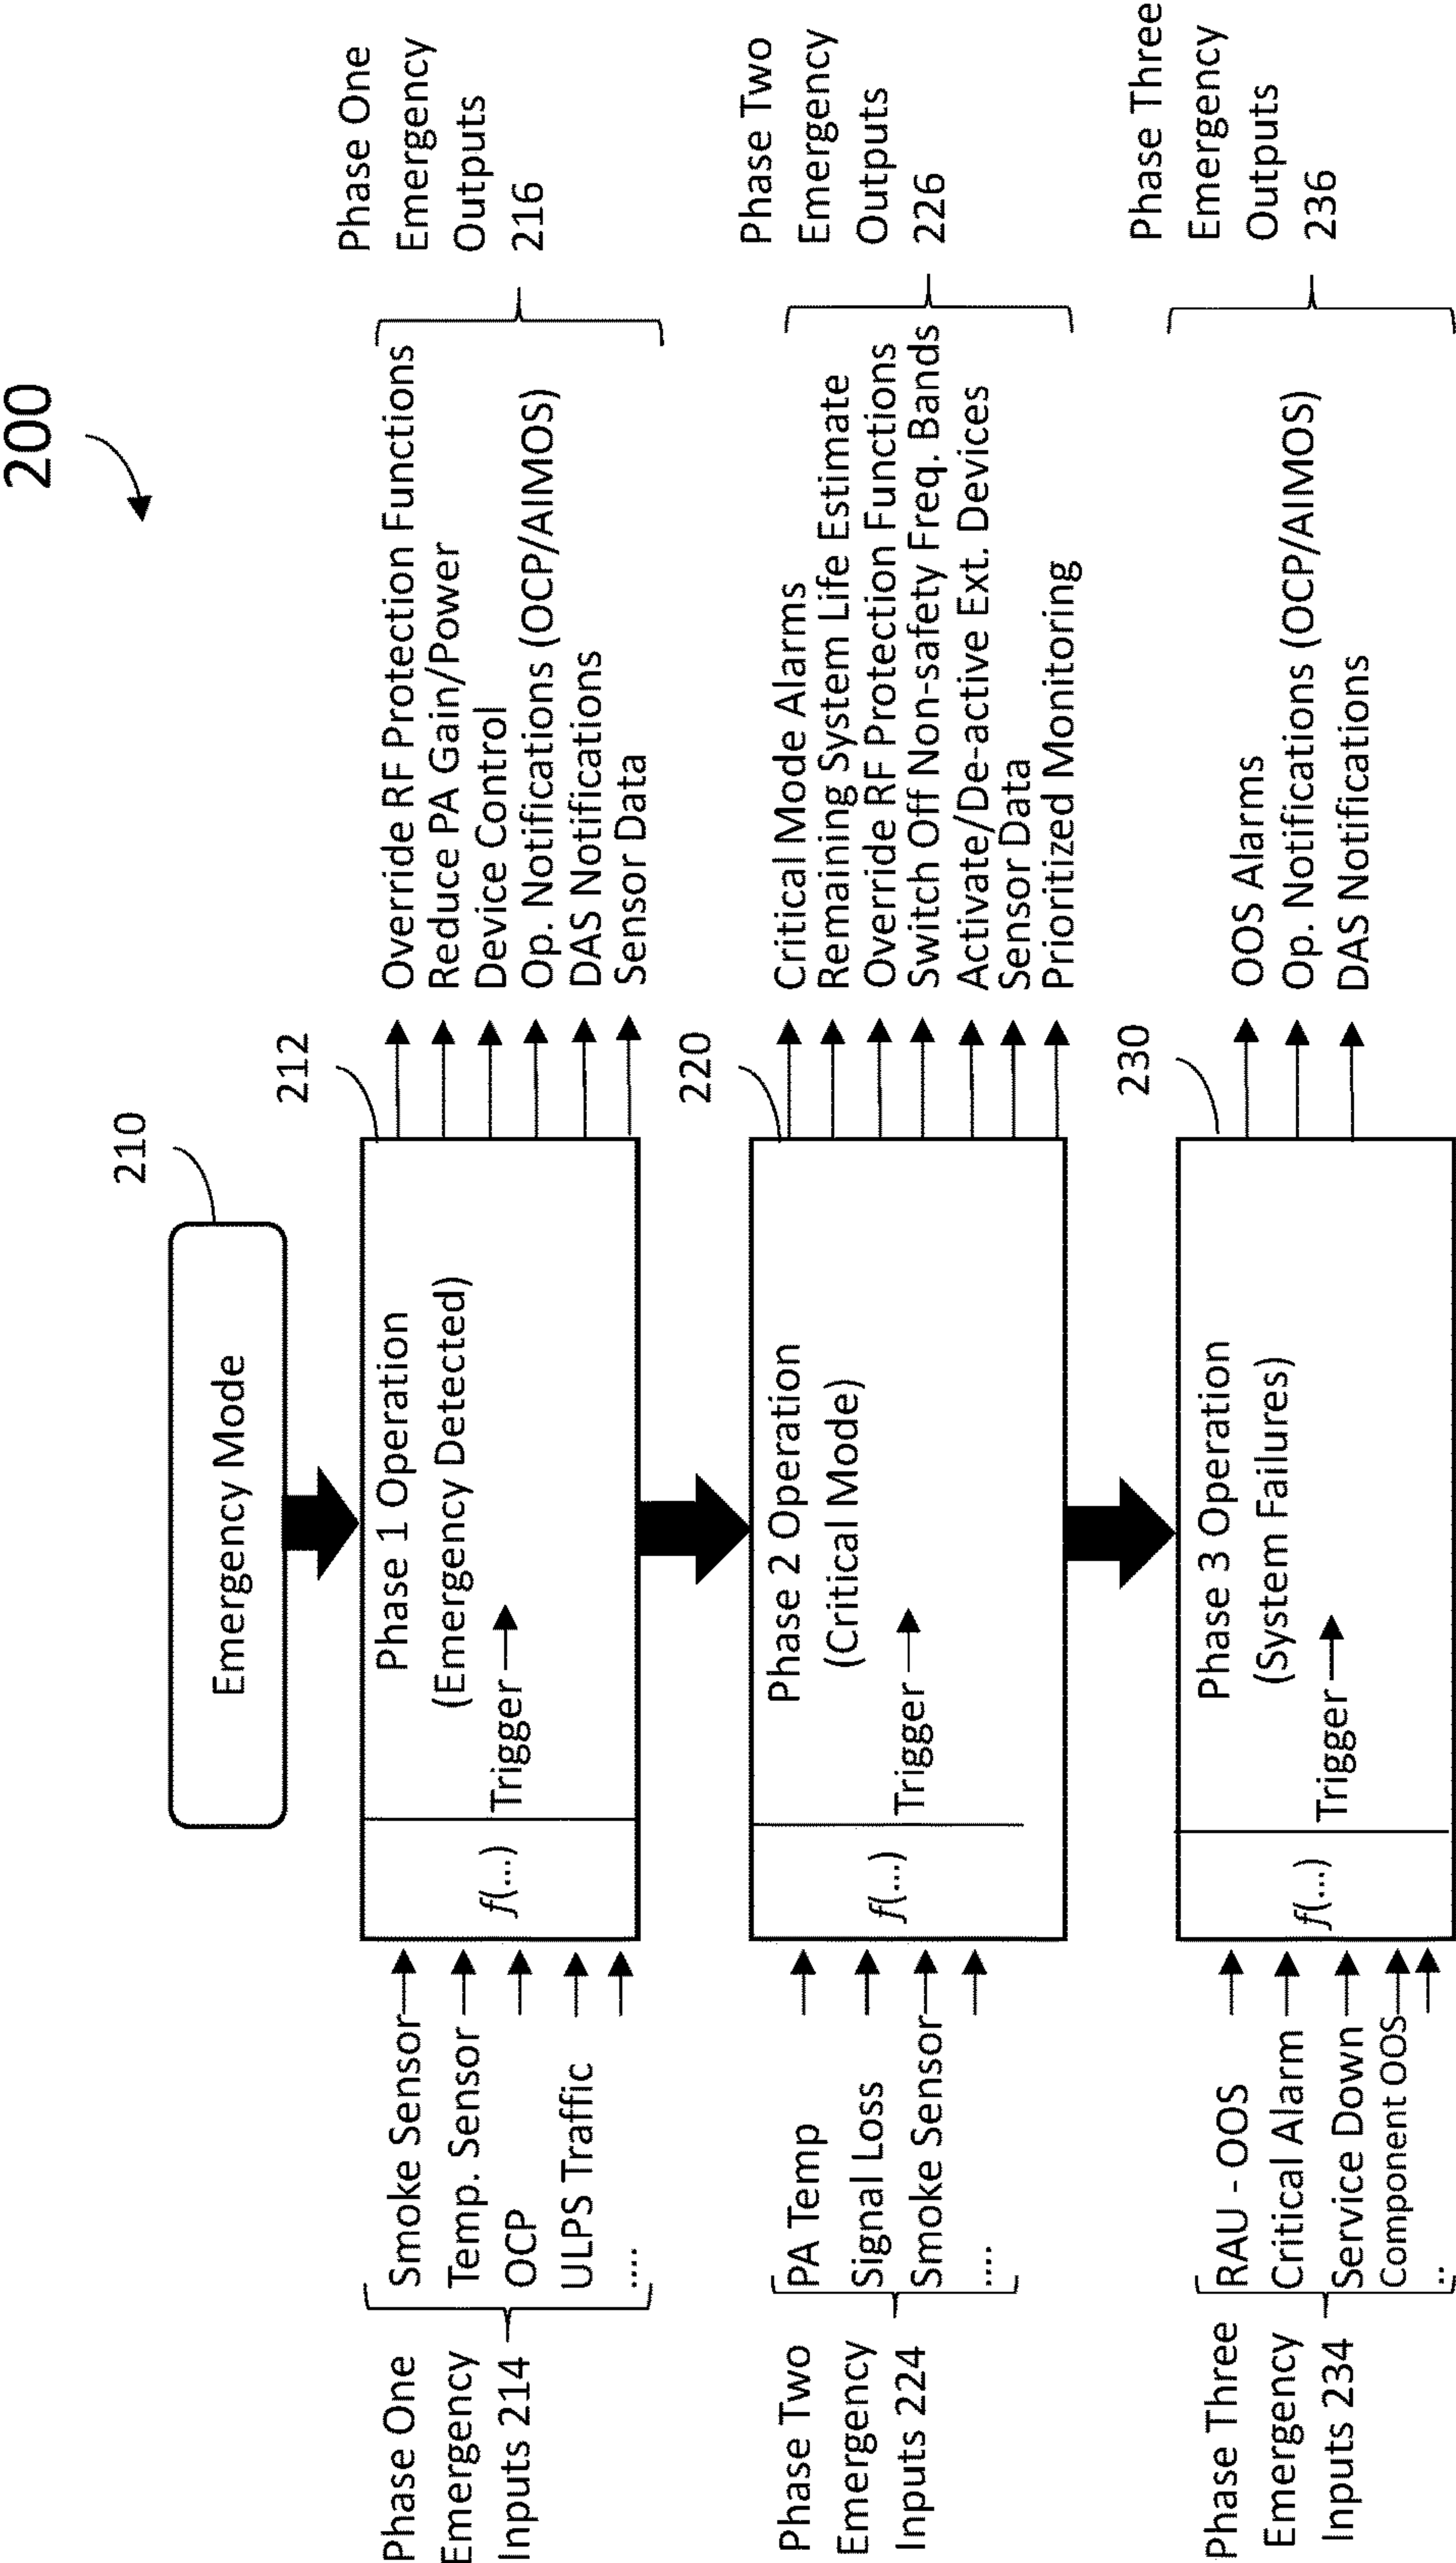 200
Emergency Mode
210
Phase One
Emergency
Inputs 214
Smoke Sensor
Temp. Sensor
OCP
ULPS Traffic
....
f(...)
Phase 1 Operation
(Emergency Detected)
Trigger
212
Override RF Protection Functions
Reduce PA Gain/Power
Device Control
Op. Notifications (OCP/AIMOS)
DAS Notifications
Sensor Data
Phase One
Emergency
Outputs
216
Phase Two
Emergency
Inputs 224
PA Temp
Signal Loss
Smoke Sensor
....
f(...)
Phase 2 Operation
(Critical Mode)
Trigger
220
Critical Mode Alarms
Remaining System Life Estimate
Override RF Protection Functions
Switch Off Non-safety Freq. Bands
Activate/De-active Ext. Devices
Sensor Data
Prioritized Monitoring
Phase Two
Emergency
Outputs
226
Phase Three
Emergency
Inputs 234
RAU - OOS
Critical Alarm
Service Down
Component OOS
..
f(...)
Phase 3 Operation
(System Failures)
Trigger
230
OOS Alarms
Op. Notifications (OCP/AIMOS)
DAS Notifications
Phase Three
Emergency
Outputs
236